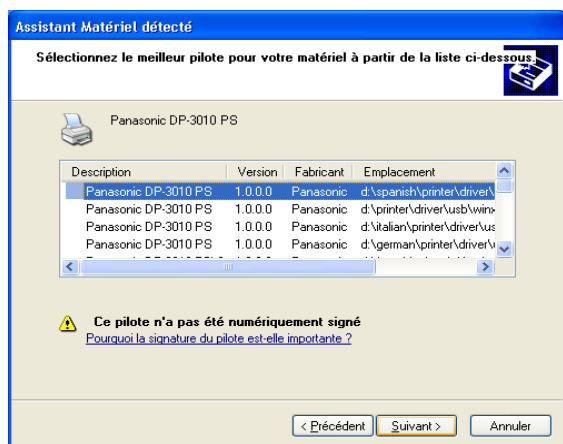 Assistant Matériel détecté
Sélectionnez le meilleur pilote pour votre matériel à partir de la liste ci-dessous.
Panasonic DP-3010 PS
Description Version Fabricant Emplacement
Panasonic DP-3010 PS 1.0.0.0 Panasonic d:\spanish\printer\driver\
Panasonic DP-3010 PS 1.0.0.0 Panasonic d:\printer\driver\usb\winx
Panasonic DP-3010 PS 1.0.0.0 Panasonic d:\italian\printer\driver\us
Panasonic DP-3010 PS 1.0.0.0 Panasonic d:\german\printer\driver\u
Ce pilote n'a pas été numériquement signé
Pourquoi la signature du pilote est-elle importante ?
< Précédent Suivant > Annuler